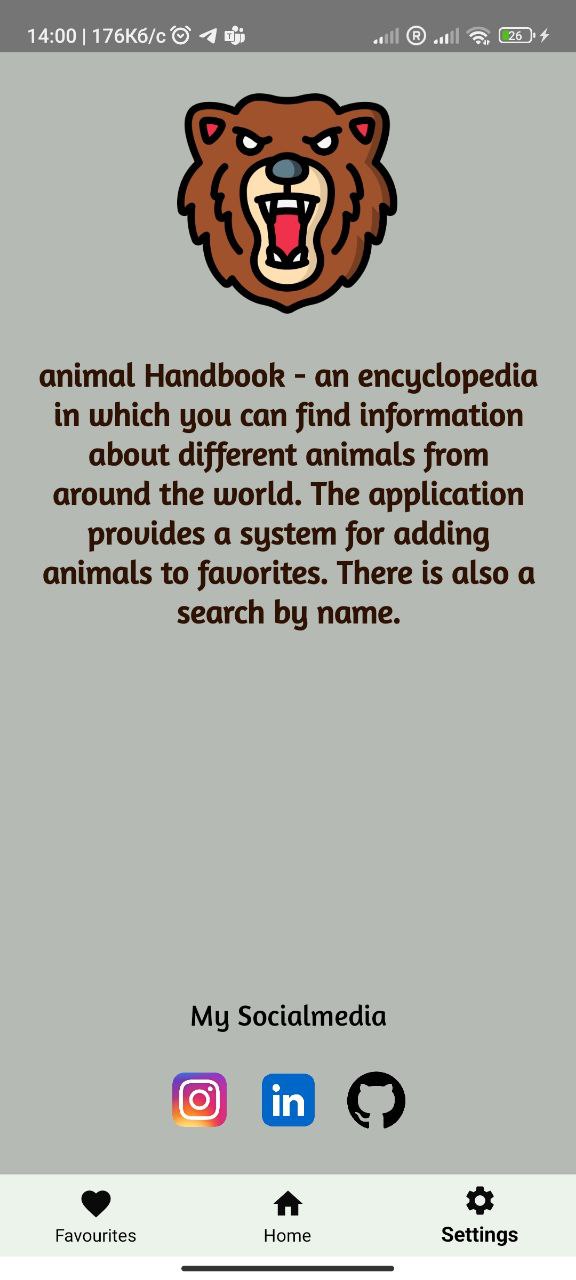 14:00 | 176Кб/с
R
26
animal Handbook - an encyclopedia
in which you can find information
about different animals from
around the world. The application
provides a system for adding
animals to favorites. There is also a
search by name.
My Socialmedia
in
Favourites
Home
Settings